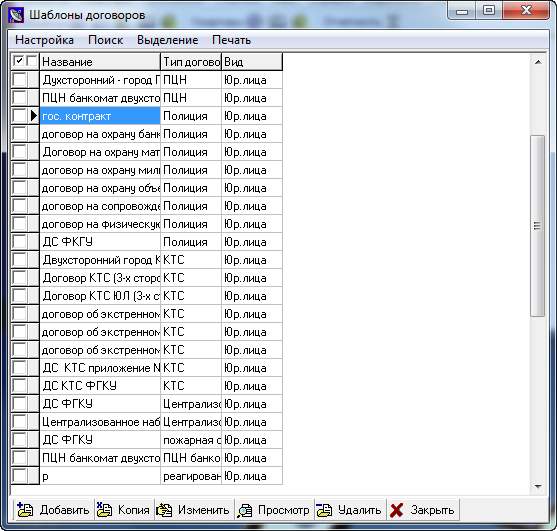 Шаблоны договоров
Настройка Поиск Выделение Печать
Название Тип догово Вид
Духсторонний - город Г ПЦН Юр.лица
ПЦН банкомат двухсто ПЦН Юр.лица
гос. контракт Полиция Юр.лица
договор на охрану банк Полиция Юр.лица
Договор на охрану мат Полиция Юр.лица
договор на охрану мил Полиция Юр.лица
договор на охрану объе Полиция Юр.лица
договор на сопровожде Полиция Юр.лица
договор на физическую Полиция Юр.лица
ДС ФКГУ Полиция Юр.лица
Двухсторонний город К КТС Юр.лица
Договор КТС (3-х сторо КТС Юр.лица
Договор КТС ЮЛ (3-х ст КТС Юр.лица
договор об экстренном КТС Юр.лица
договор об экстренном КТС Юр.лица
договор об экстренном КТС Юр.лица
ДС КТС приложение N КТС Юр.лица
ДС КТС ФГКУ КТС Юр.лица
ДС ФГКУ Централизо Юр.лица
Централизованное наб Централизо Юр.лица
ДС ФГКУ пожарная о Юр.лица
ПЦН банкомат двухсто ПЦН банко Юр.лица
р реагирован Юр.лица
Добавить Копия Изменить Просмотр Удалить Закрыть